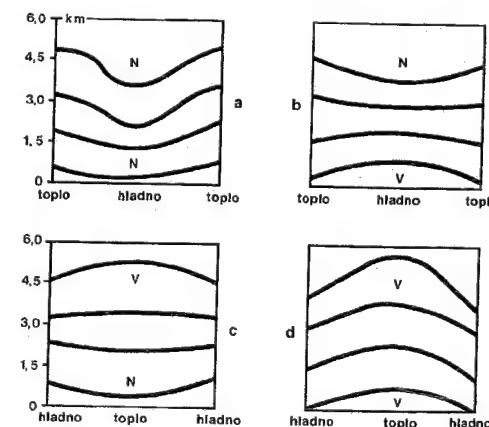 6,0 km
4,5
3,0
1,5
0
N
N
a
toplo hladno toplo
N
V
b
toplo hladno topl
6,0
4,5
3,0
1,5
0
V
N
c
hladno toplo hladno
V
V
d
hladno toplo hladno